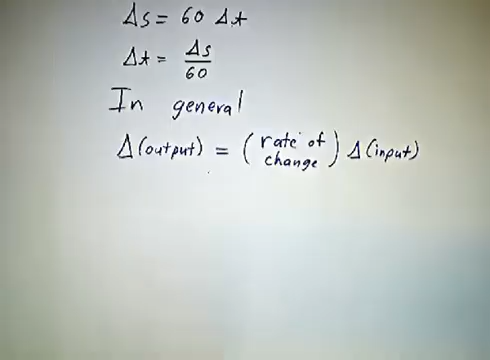 Δs = 60 Δt
Δt = Δs/60
In general
Δ(output) = (rate of change) Δ(input)